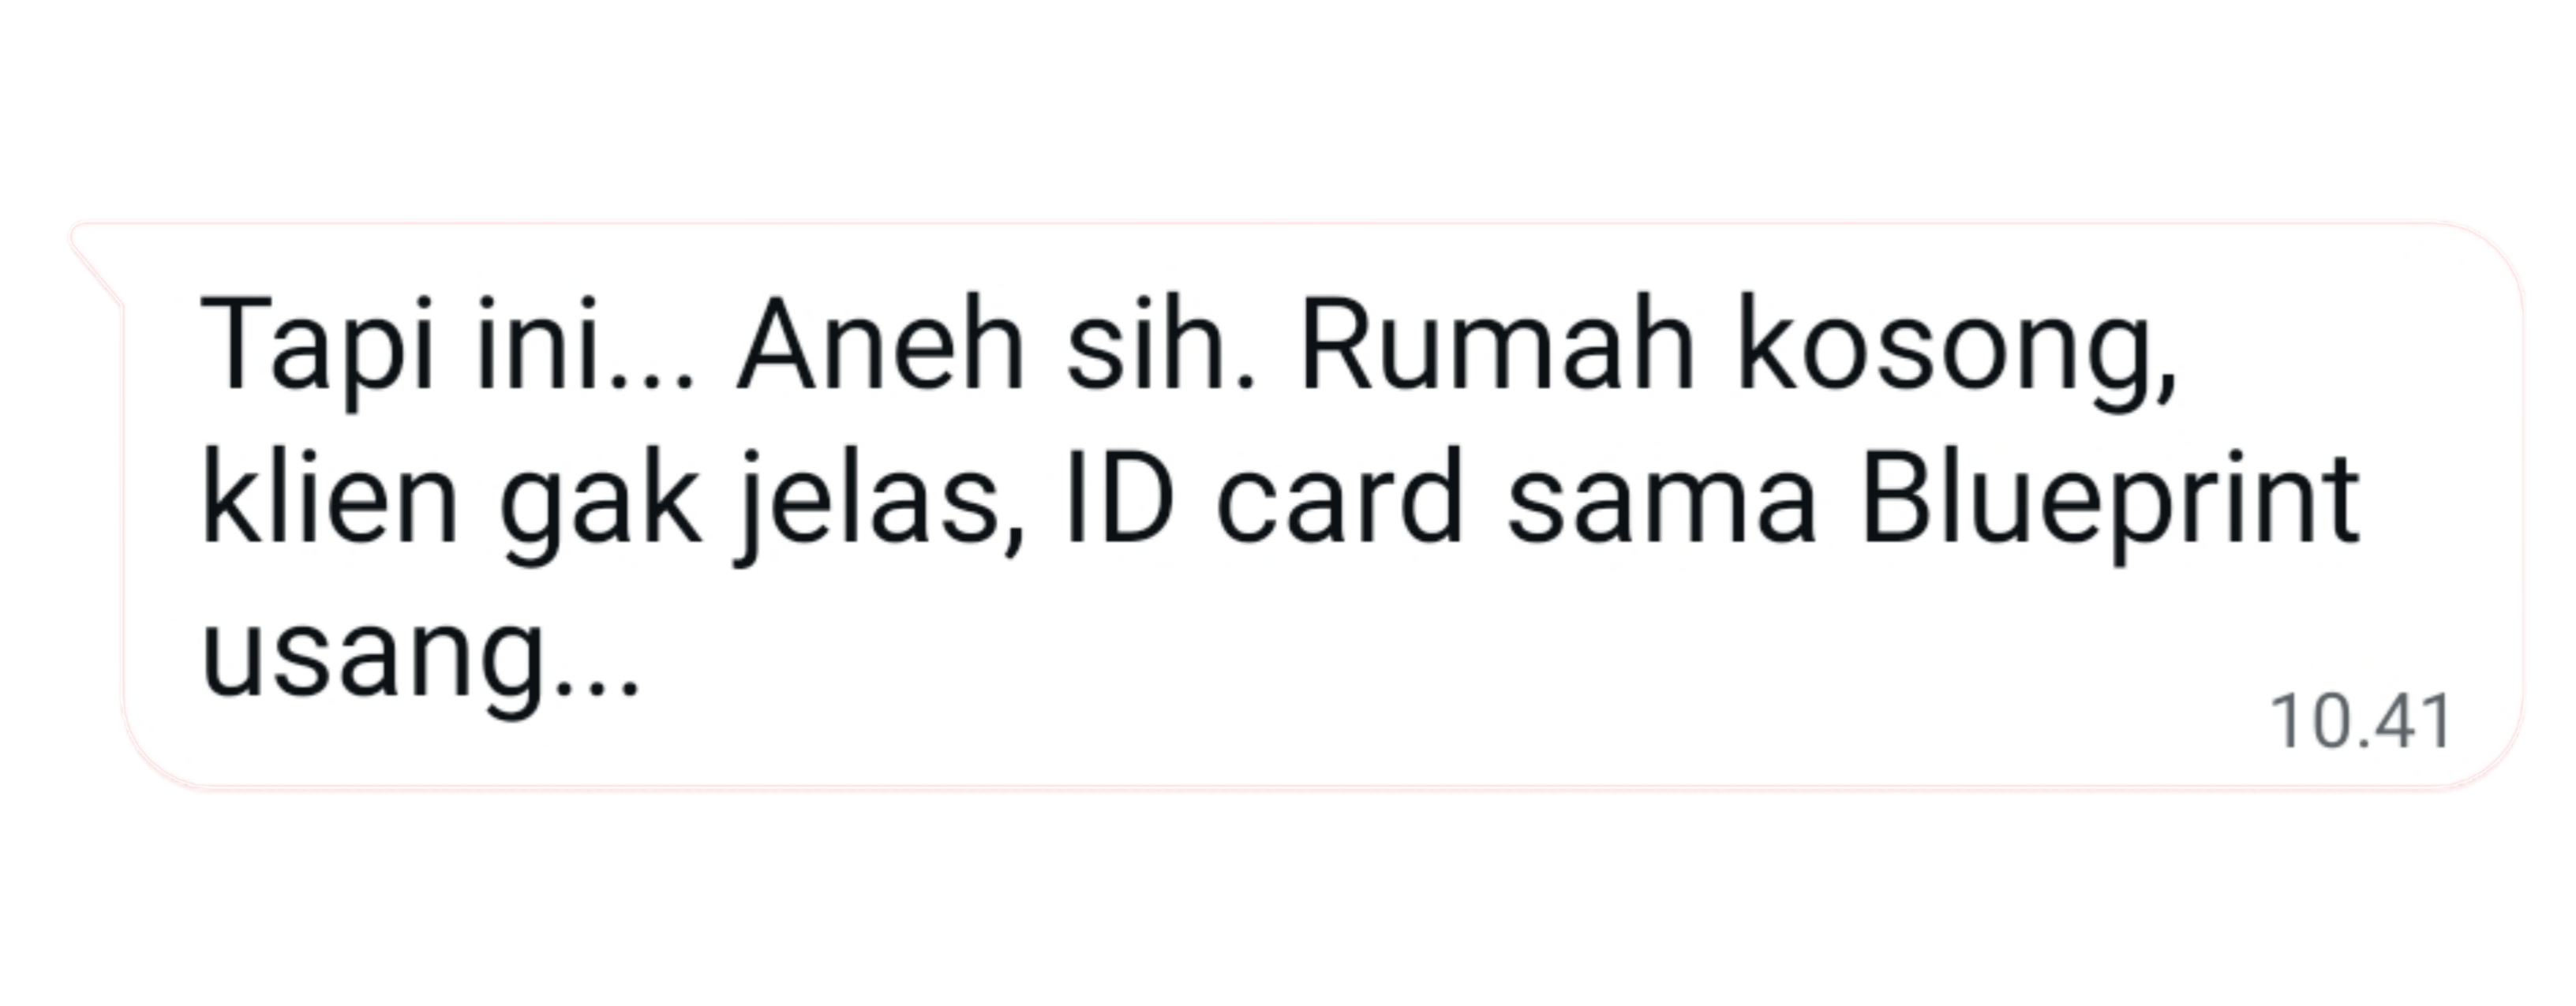 Tapi ini... Aneh sih. Rumah kosong,
klien gak jelas, ID card sama Blueprint
usang...
10.41